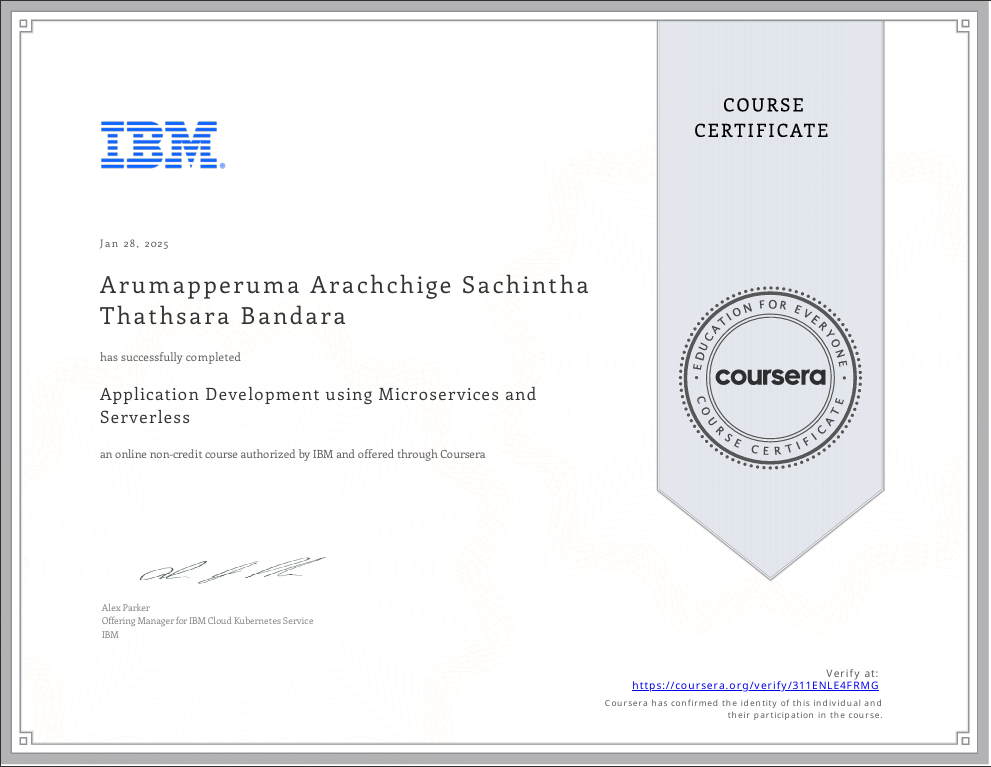 COURSE
CERTIFICATE
IBM®
Jan 28, 2025
Arumapperuma Arachchige Sachintha
Thathsara Bandara
has successfully completed
Application Development using Microservices and
Serverless
an online non-credit course authorized by IBM and offered through Coursera
EDUCATION FOR EVERYONE
coursera
COURSE CERTIFICATE
Alex Parker
Offering Manager for IBM Cloud Kubernetes Service
IBM
Verify at:
https://coursera.org/verify/311ENLE4FRMG
Coursera has confirmed the identity of this individual and
their participation in the course.